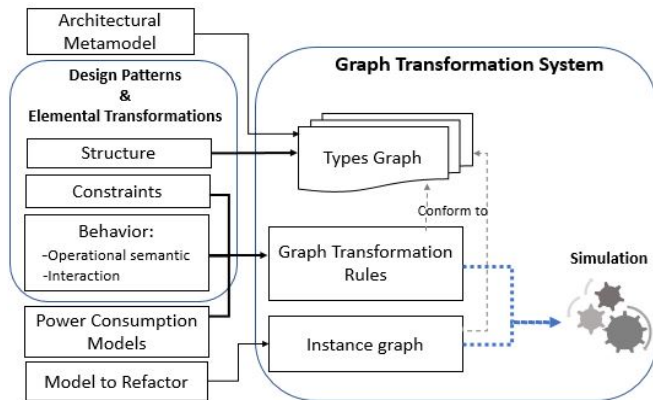 Architectural
Metamodel
Design Patterns
&
Elemental Transformations
Structure
Constraints
Behavior:
-Operational semantic
-Interaction
Power Consumption
Models
Model to Refactor
Graph Transformation System
Types Graph
Conform to
Graph Transformation
Rules
Instance graph
Simulation